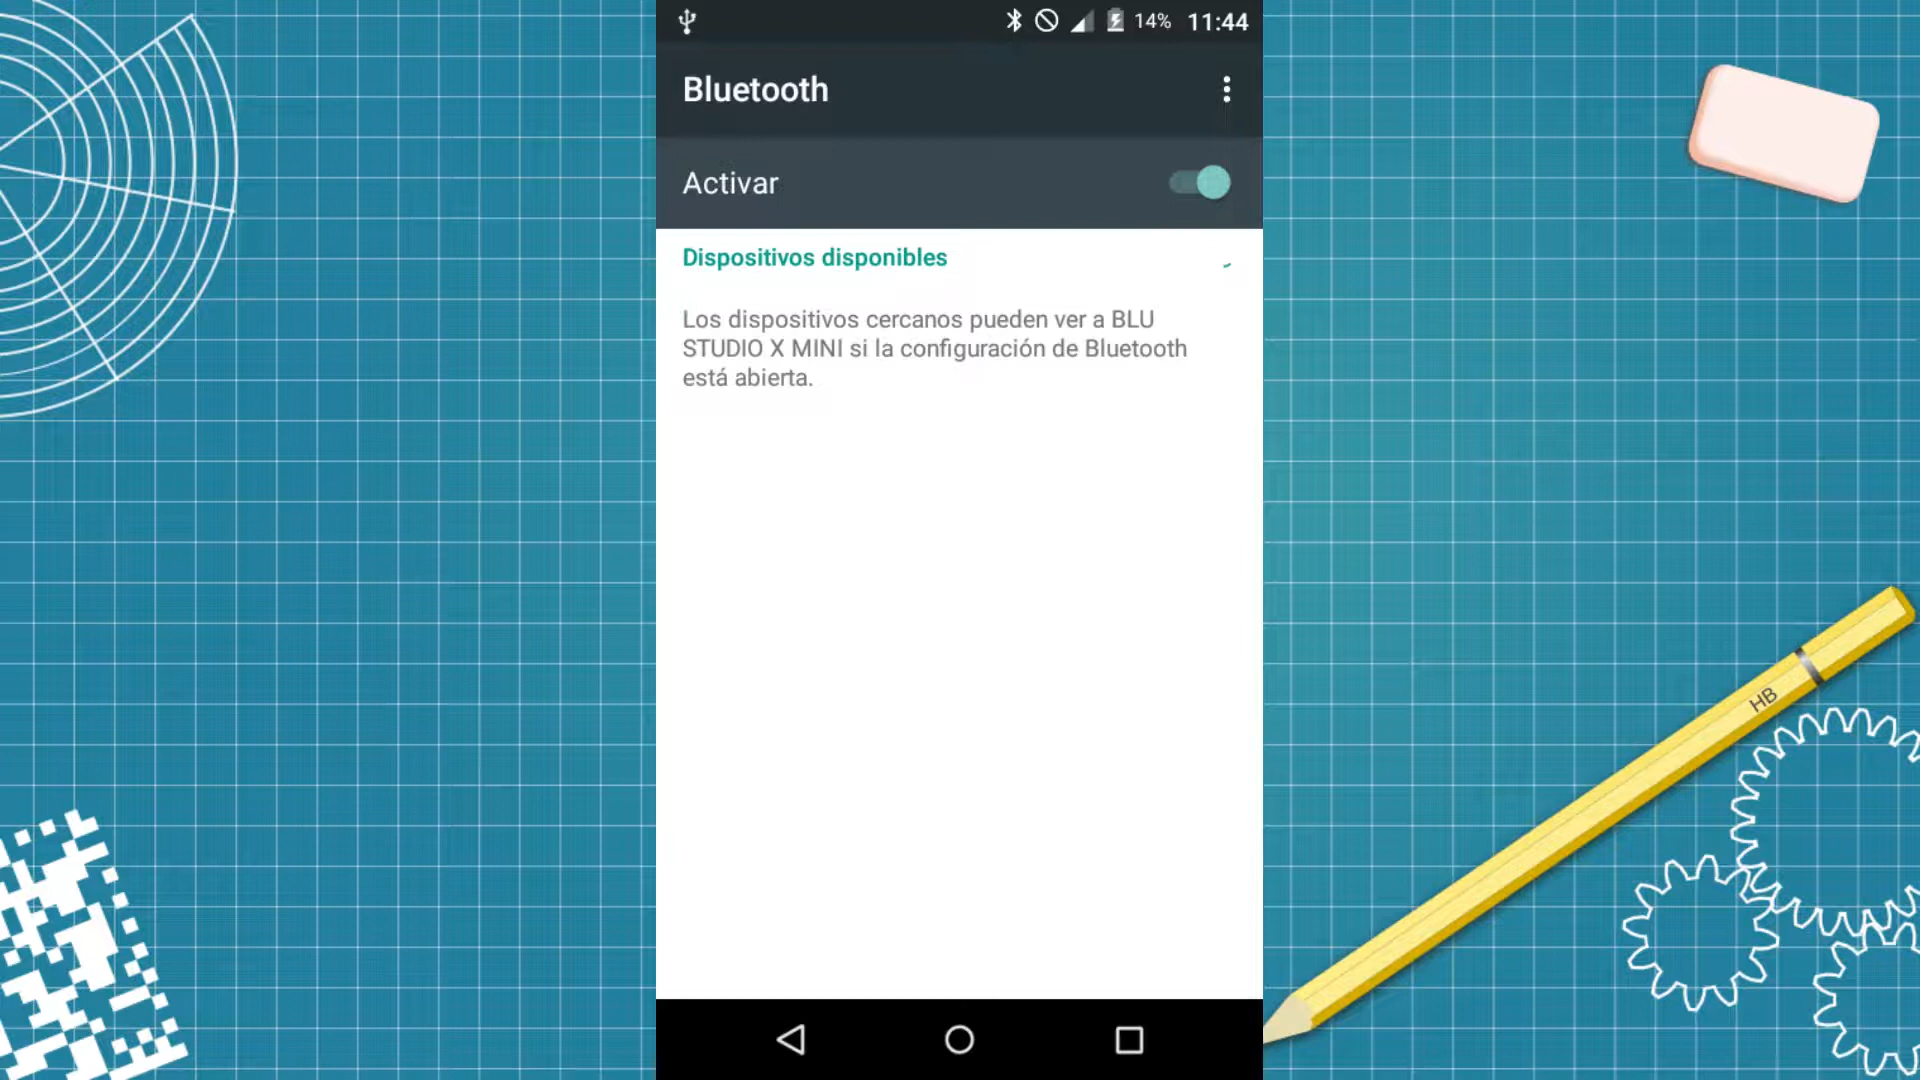 14% 11:44
Bluetooth
Activar
Dispositivos disponibles
Los dispositivos cercanos pueden ver a BLU
STUDIO X MINI si la configuración de Bluetooth
está abierta.
HB